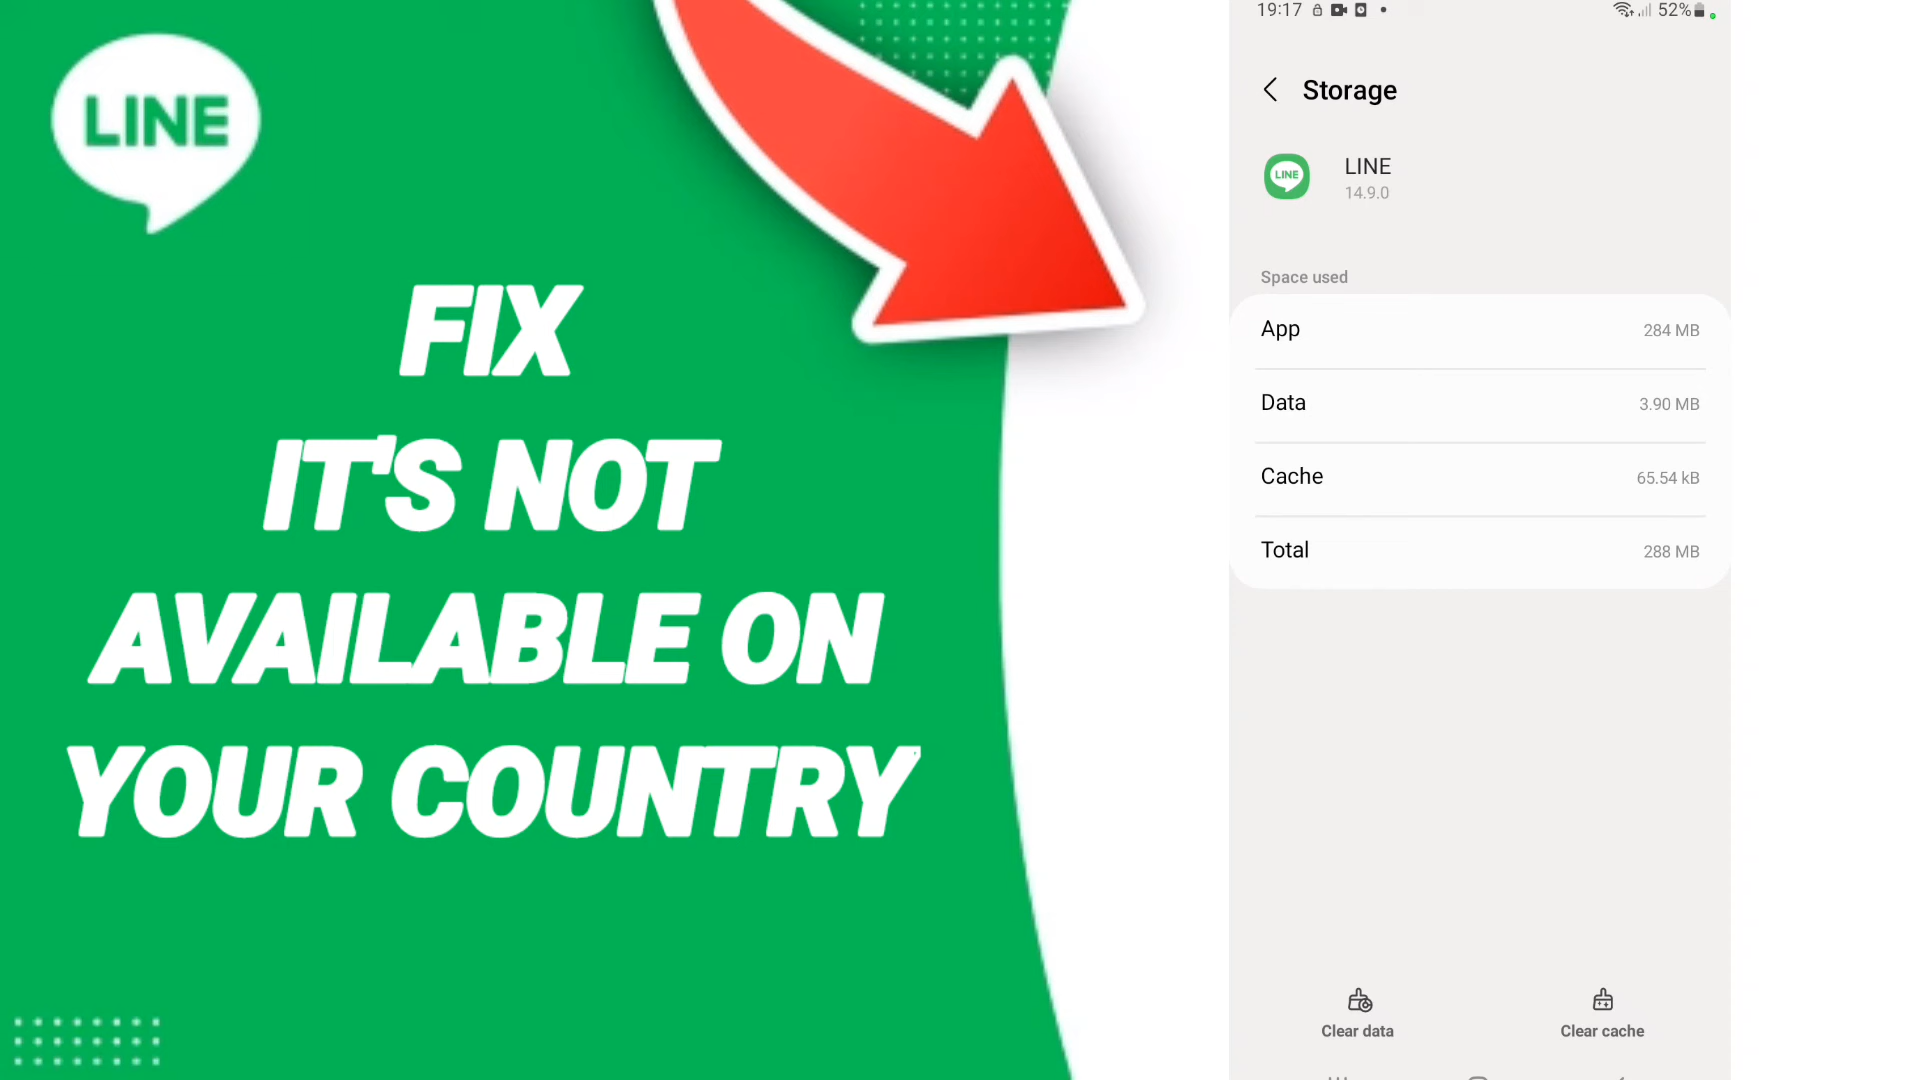 LINE
FIX
IT'S NOT
AVAILABLE ON
YOUR COUNTRY
19:17
52%
Storage
LINE
LINE
14.9.0
Space used
App 284 MB
Data 3.90 MB
Cache 65.54 kB
Total 288 MB
Clear data
Clear cache